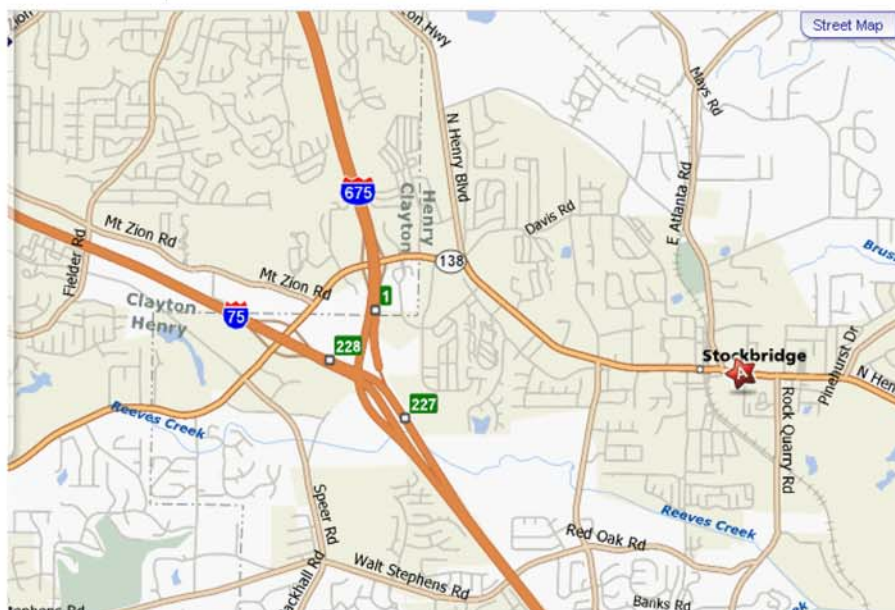 Street Map
Hwy
Mays Rd
N Henry Blvd
675
Henry
Clayton
E Atlanta Rd
Davis Rd
Mt Zion Rd
Fielder Rd
138
Mt Zion Rd
1
Clayton
Henry
75
228
Stockbridge
A
Pinehurst Dr
N Hen
227
Reeves Creek
Rock Quarry Rd
Speer Rd
Reeves Creek
Red Oak Rd
Walt Stephens Rd
Banks Rd